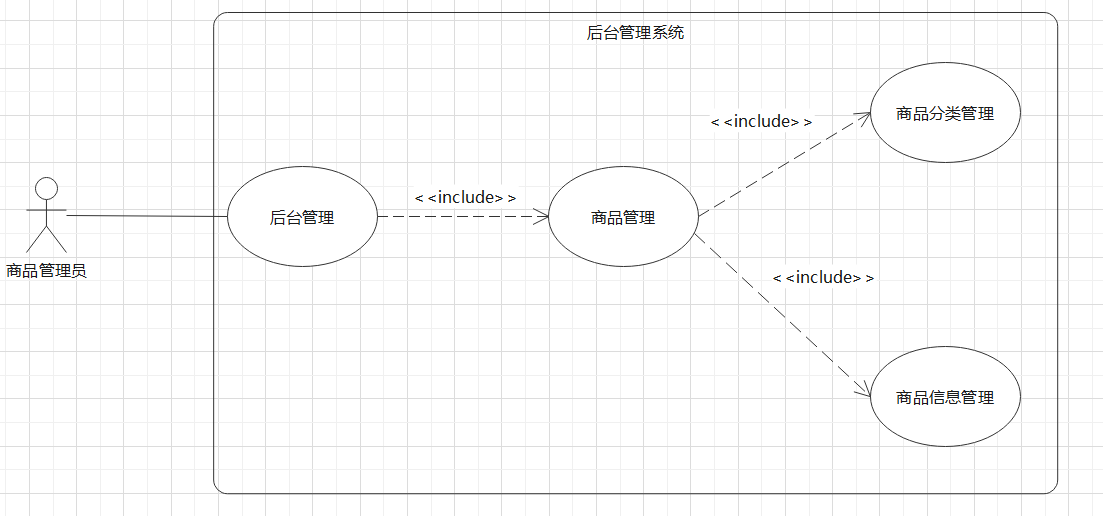 后台管理系统
商品分类管理
< <include> >
< <include> >
后台管理
商品管理
商品管理员
< <include> >
商品信息管理